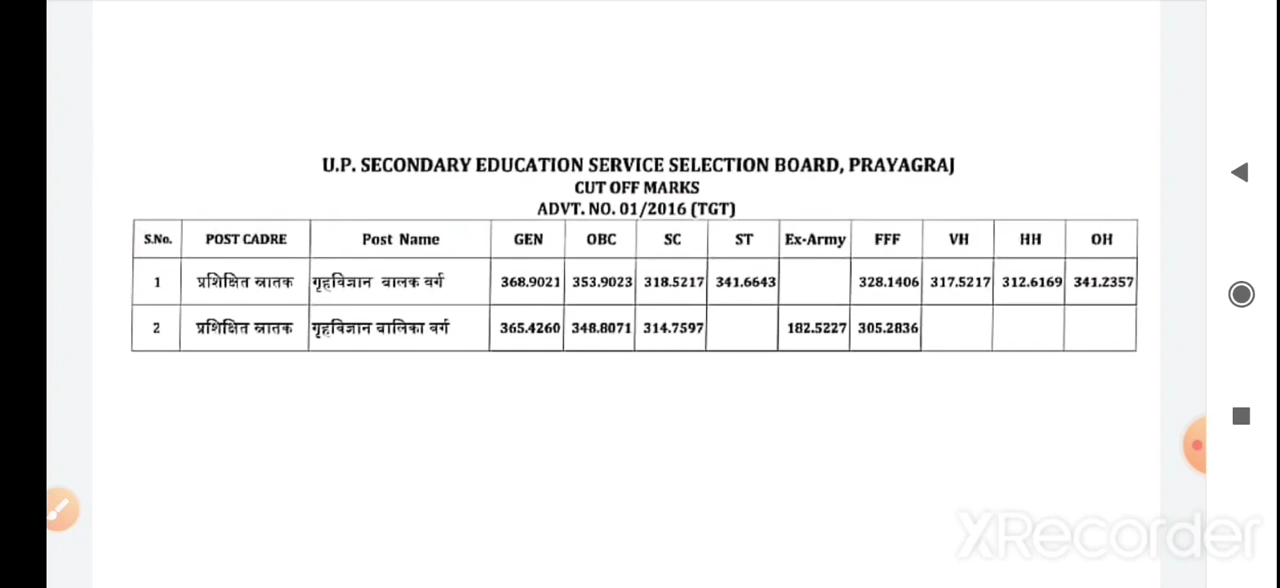 U.P. SECONDARY EDUCATION SERVICE SELECTION BOARD, PRAYAGRAJ
CUT OFF MARKS
ADVT. NO. 01/2016 (TGT)
S.No. POST CADRE Post Name GEN OBC SC ST Ex-Army FFF VH HH OH
1 प्रशिक्षित स्नातक गृहविज्ञान बालक वर्ग 368.9021 353.9023 318.5217 341.6643 328.1406 317.5217 312.6169 341.2357
2 प्रशिक्षित स्नातक गृहविज्ञान बालिका वर्ग 365.4260 348.8071 314.7597 182.5227 305.2836
XRecorder